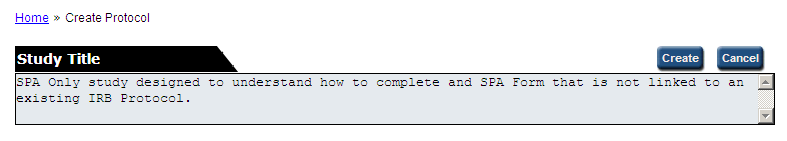 Home » Create Protocol
Study Title
Create
Cancel
SPA Only study designed to understand how to complete and SPA Form that is not linked to an
existing IRB Protocol.